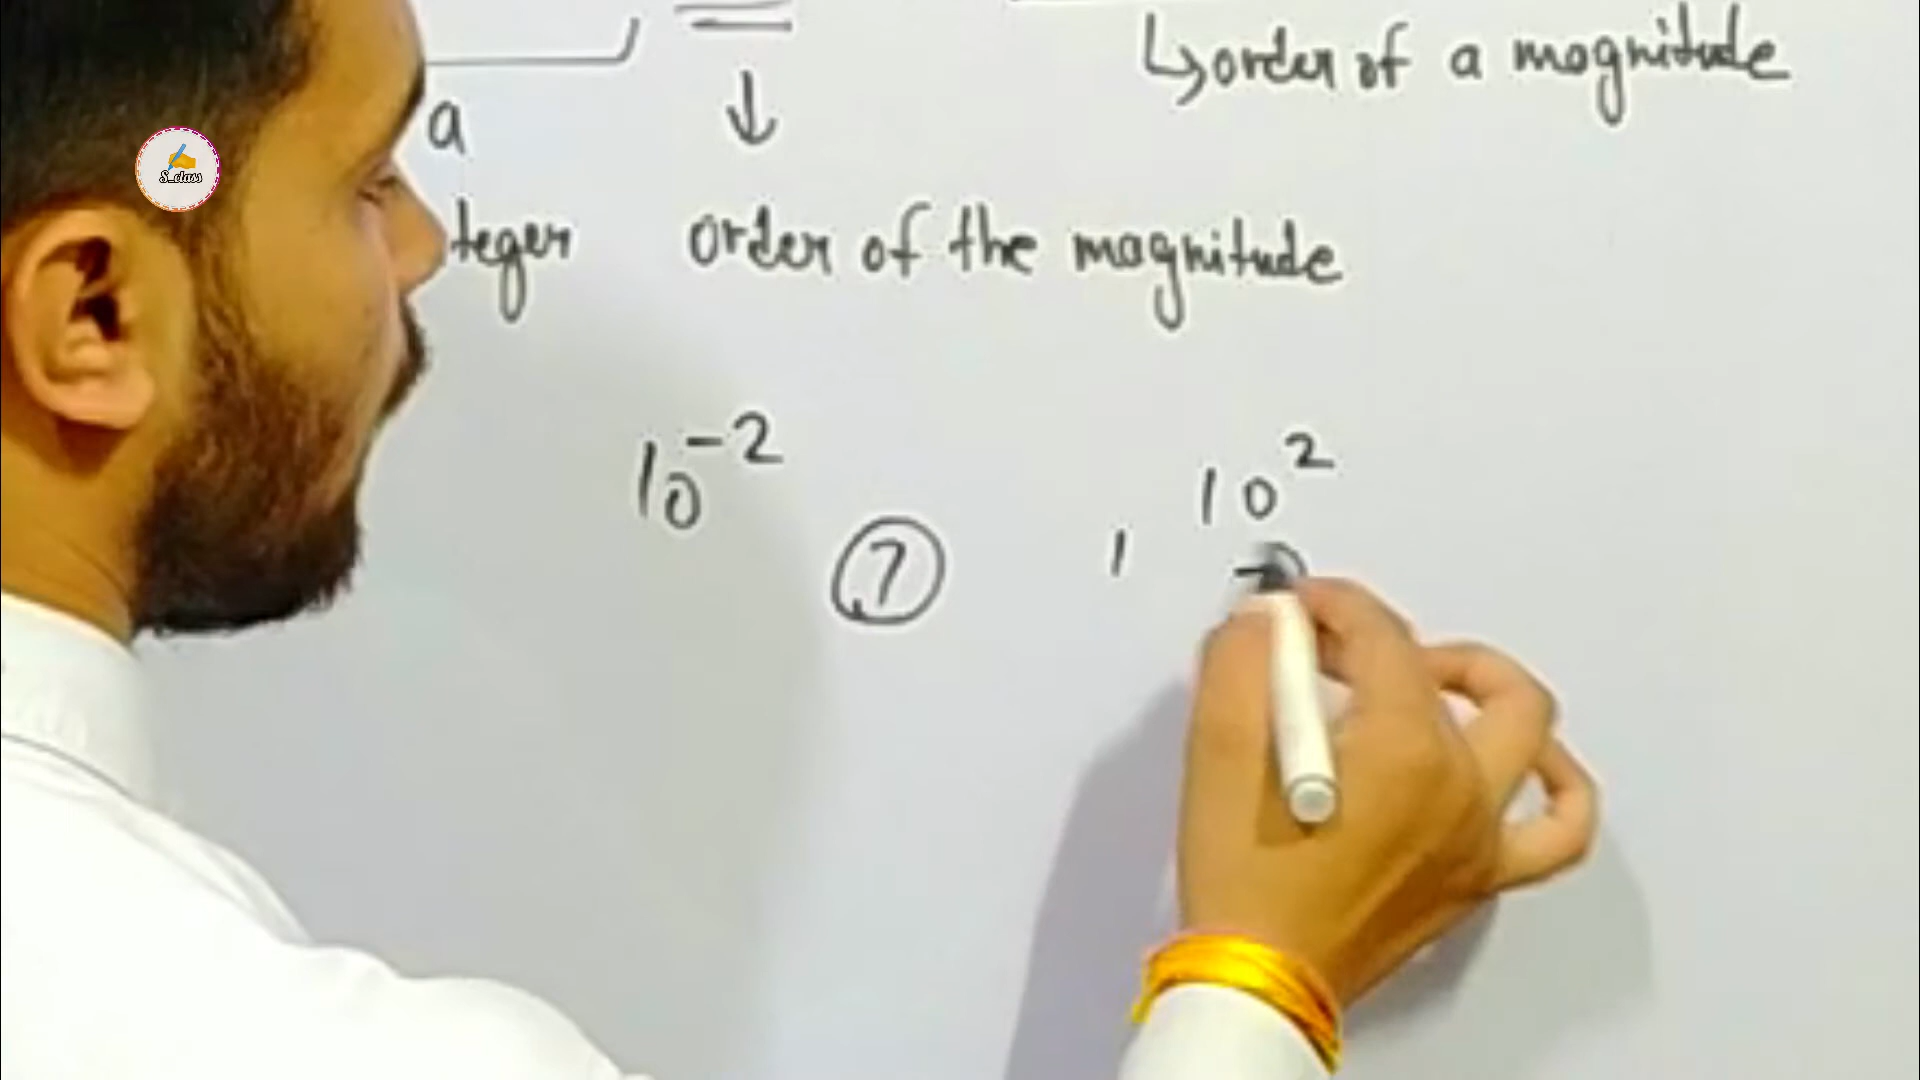 ↳ order of a magnitude
a ↓
teger order of the magnitude
10⁻² 10²
7 1
S_class